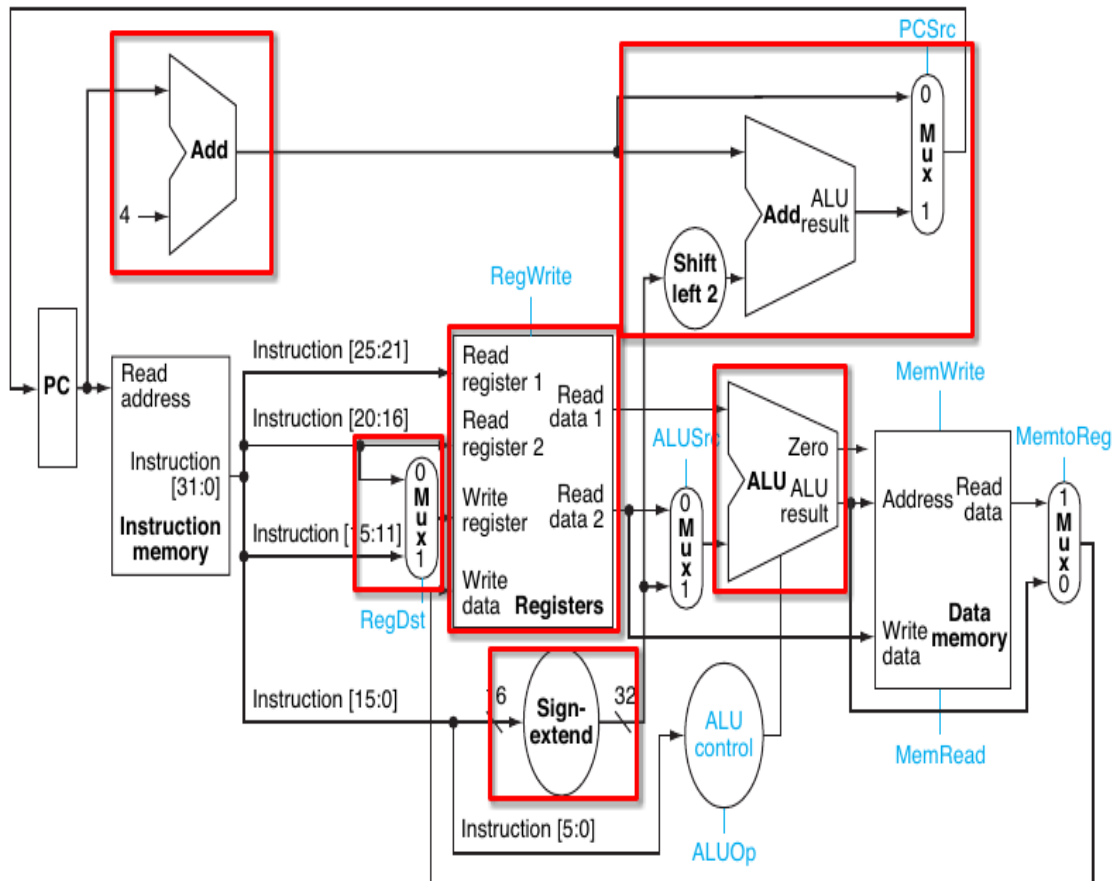 PCSrc
0
M
u
x
1
Add
4
Add
ALU
result
Shift
left 2
RegWrite
PC
Read
address
Instruction
[31:0]
Instruction
memory
Instruction [25:21]
Instruction [20:16]
Instruction [15:11]
0
M
u
x
1
RegDst
Read
register 1
Read
register 2
Write
register
Write
data
Read
data 1
Read
data 2
Registers
ALUSrc
0
M
u
x
1
Zero
ALU
ALU
result
MemWrite
Address
Read
data
Write
data
Data
memory
MemRead
MemtoReg
1
M
u
x
0
Instruction [15:0]
16
Sign-
extend
32
ALU
control
Instruction [5:0]
ALUOp